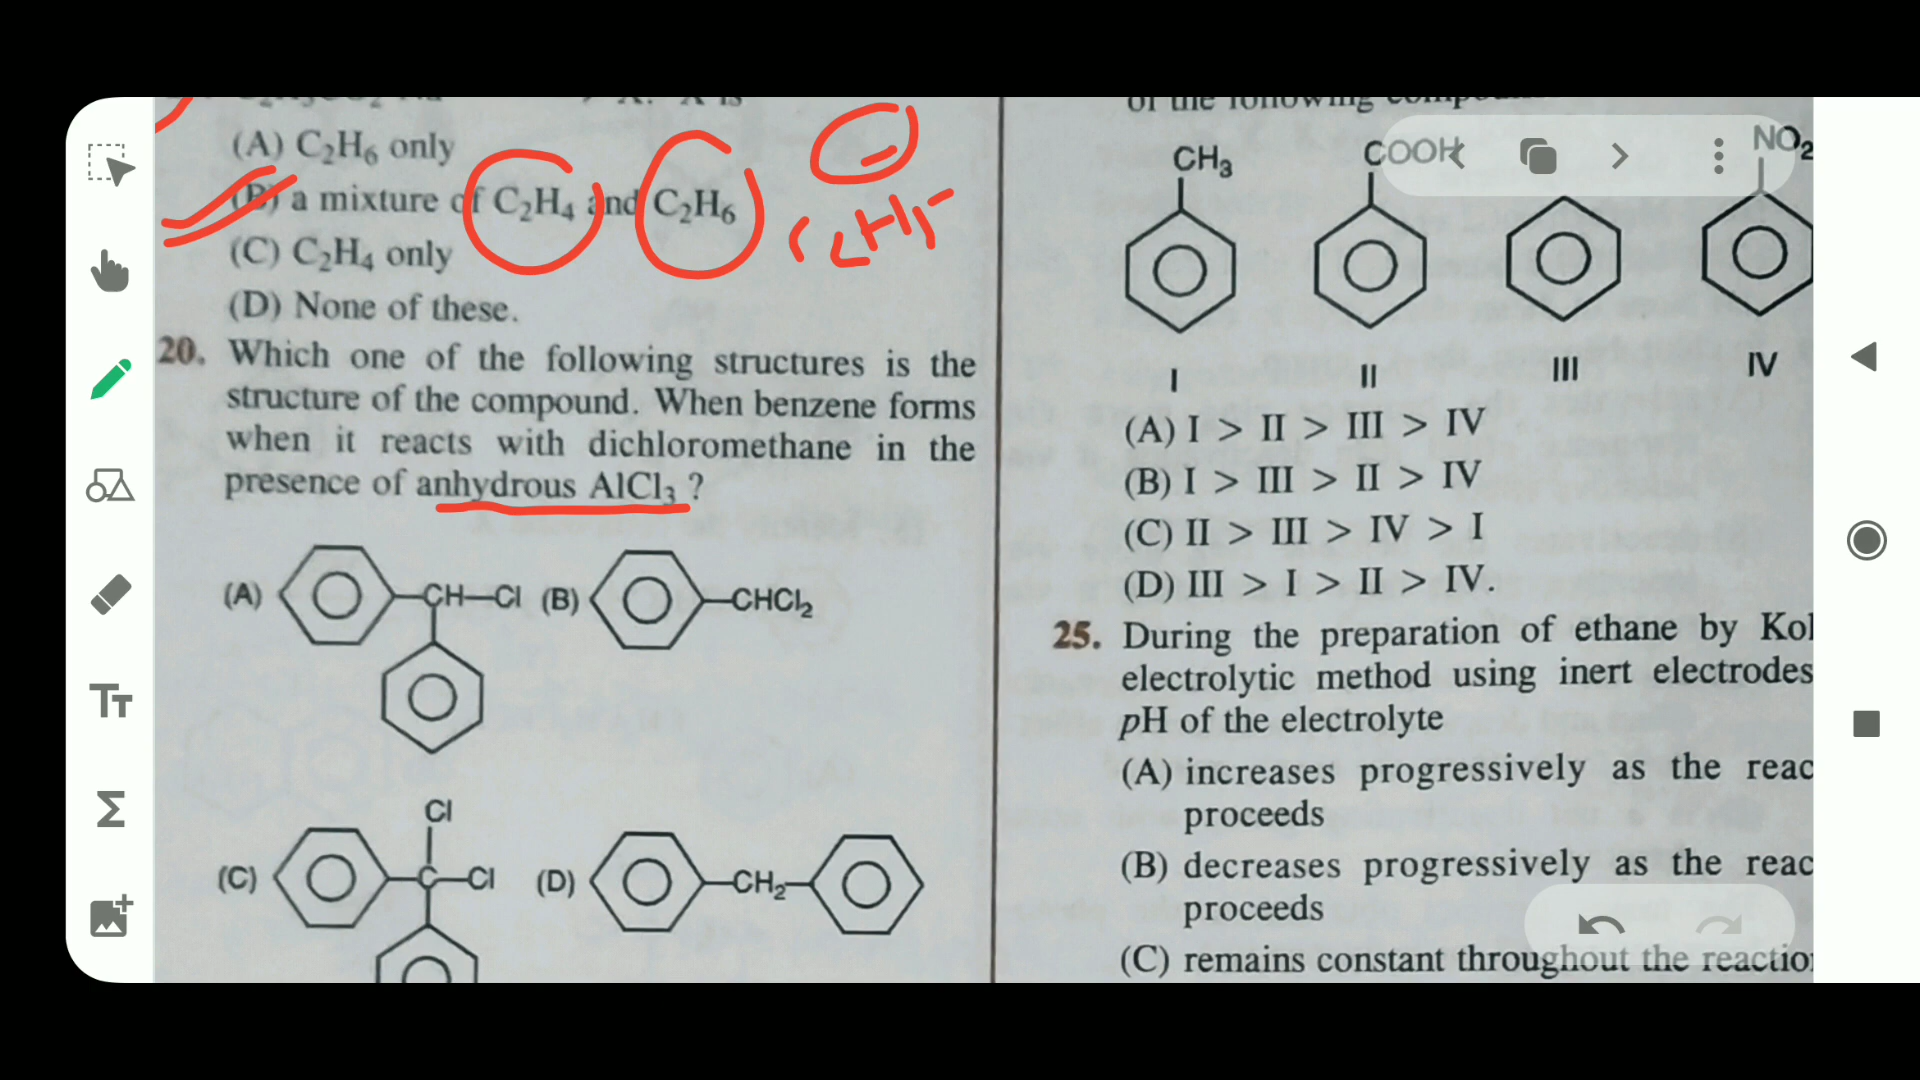 (A) C₂H₆ only
(B) a mixture of C₂H₄ and C₂H₆
(C) C₂H₄ only
(D) None of these.
20. Which one of the following structures is the
structure of the compound. When benzene forms
when it reacts with dichloromethane in the
presence of anhydrous AlCl₃ ?
(A) CH—Cl (B) —CHCl₂
Cl
(C) —C—Cl (D) —CH₂—
of the following
CH₃ COOH NO₂
I II III IV
(A) I > II > III > IV
(B) I > III > II > IV
(C) II > III > IV > I
(D) III > I > II > IV.
25. During the preparation of ethane by Kol
electrolytic method using inert electrodes
pH of the electrolyte
(A) increases progressively as the reac
proceeds
(B) decreases progressively as the reac
proceeds
(C) remains constant throughout the reactio
Tт
Σ